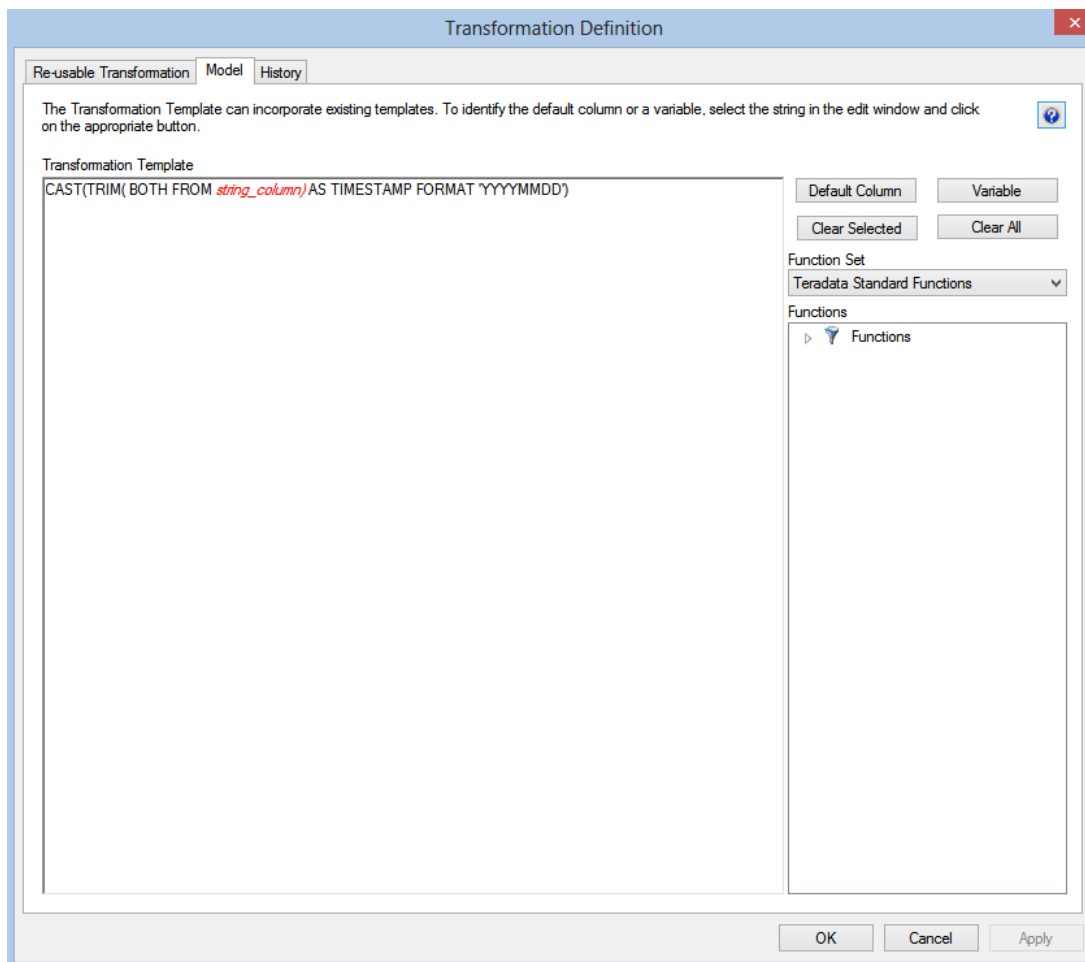 Transformation Definition
Re-usable Transformation Model History
The Transformation Template can incorporate existing templates. To identify the default column or a variable, select the string in the edit window and click
on the appropriate button.
Transformation Template
CAST(TRIM( BOTH FROM string_column) AS TIMESTAMP FORMAT 'YYYYMMDD')
Default Column Variable
Clear Selected Clear All
Function Set
Teradata Standard Functions
Functions
Functions
OK Cancel Apply